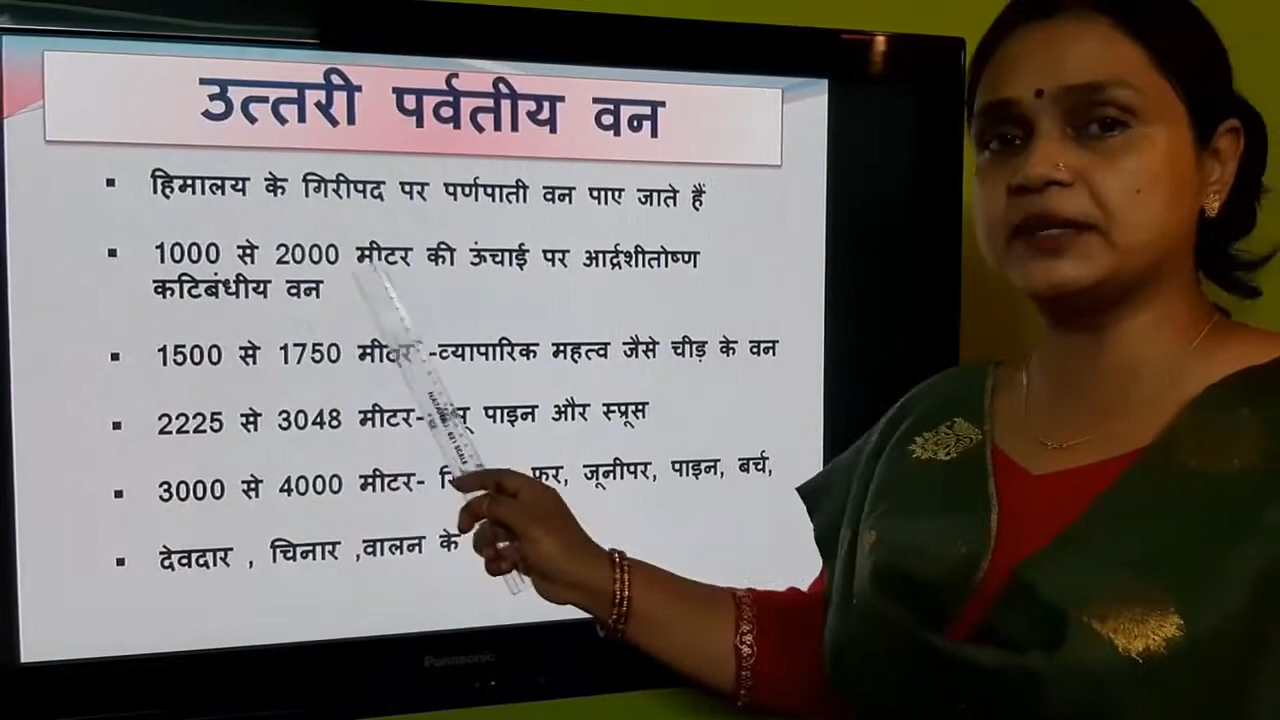 उत्तरी पर्वतीय वन
▪ हिमालय के गिरीपद पर पर्णपाती वन पाए जाते हैं
▪ 1000 से 2000 मीटर की ऊंचाई पर आर्द्रशीतोष्ण
कटिबंधीय वन
▪ 1500 से 1750 मीटर -व्यापारिक महत्व जैसे चीड़ के वन
▪ 2225 से 3048 मीटर- पाइन और स्प्रूस
▪ 3000 से 4000 मीटर- फर, जूनीपर, पाइन, बर्च,
▪ देवदार , चिनार ,वालन के
Panasonic